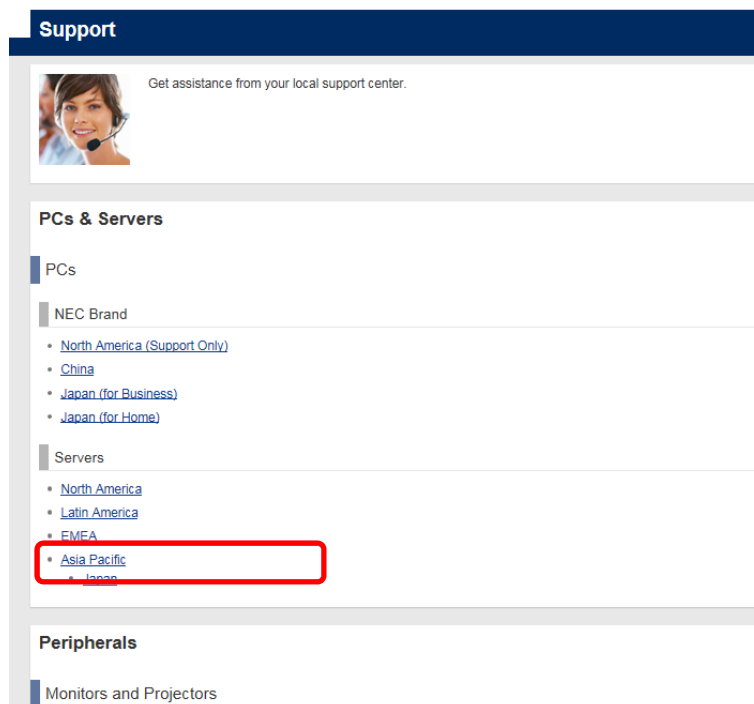 Support
Get assistance from your local support center.
PCs & Servers
PCs
NEC Brand
North America (Support Only)
China
Japan (for Business)
Japan (for Home)
Servers
North America
Latin America
EMEA
Asia Pacific
Japan
Peripherals
Monitors and Projectors